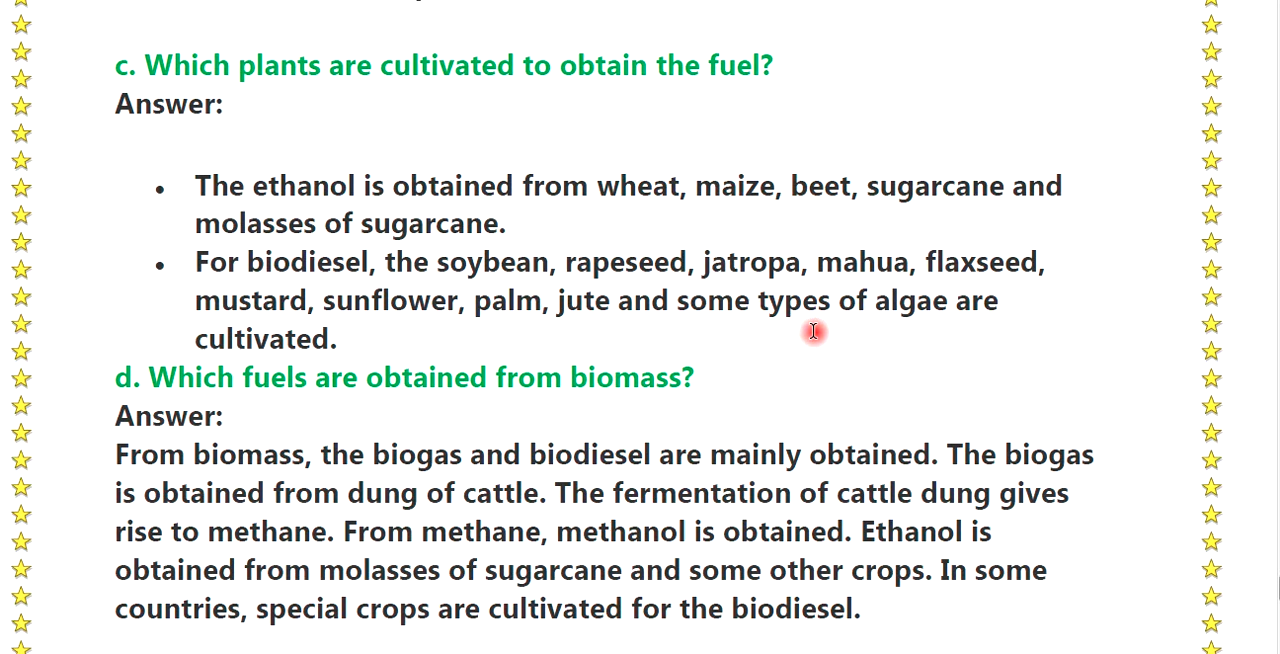 c. Which plants are cultivated to obtain the fuel?
Answer:
• The ethanol is obtained from wheat, maize, beet, sugarcane and
molasses of sugarcane.
• For biodiesel, the soybean, rapeseed, jatropa, mahua, flaxseed,
mustard, sunflower, palm, jute and some types of algae are
cultivated.
d. Which fuels are obtained from biomass?
Answer:
From biomass, the biogas and biodiesel are mainly obtained. The biogas
is obtained from dung of cattle. The fermentation of cattle dung gives
rise to methane. From methane, methanol is obtained. Ethanol is
obtained from molasses of sugarcane and some other crops. In some
countries, special crops are cultivated for the biodiesel.